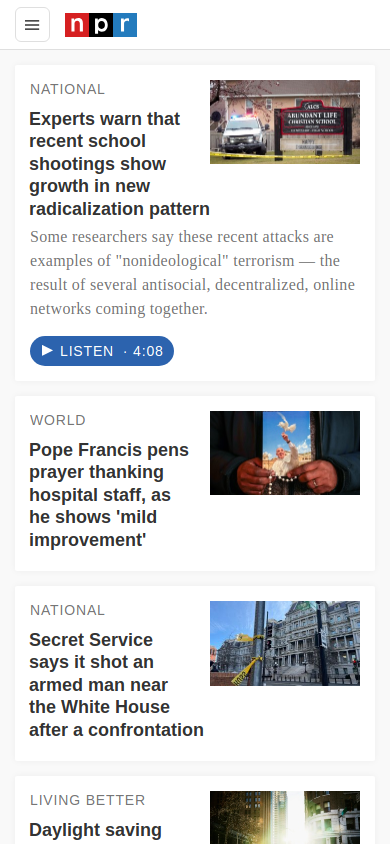 npr
NATIONAL
Experts warn that
recent school
shootings show
growth in new
radicalization pattern
ALCS
ABUNDANT LIFE
CHRISTIAN SCHOOL
Some researchers say these recent attacks are
examples of "nonideological" terrorism — the
result of several antisocial, decentralized, online
networks coming together.
LISTEN · 4:08
WORLD
Pope Francis pens
prayer thanking
hospital staff, as
he shows 'mild
improvement'
NATIONAL
Secret Service
says it shot an
armed man near
the White House
after a confrontation
LIVING BETTER
Daylight saving